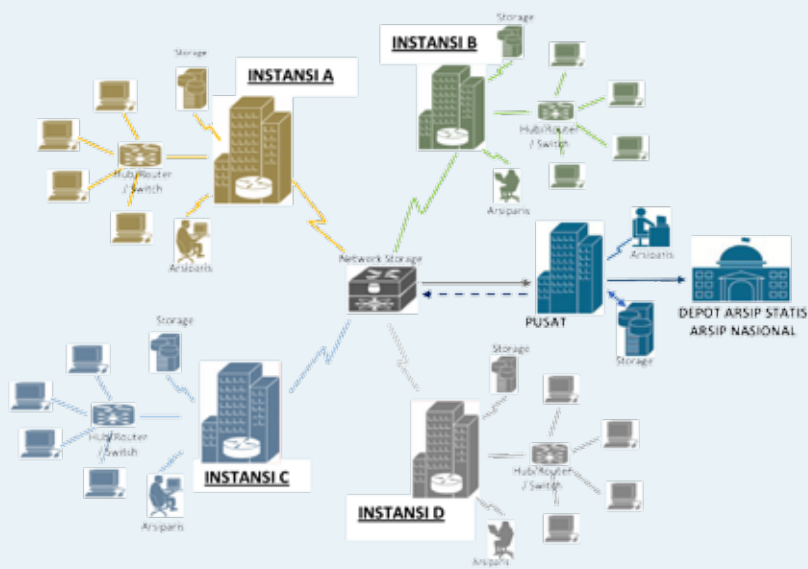 Storage
INSTANSI A
Hub/Router
/ Switch
Arsiparis
Storage
INSTANSI B
Hub/Router
/ Switch
Arsiparis
Network Storage
Arsiparis
PUSAT
Storage
DEPOT ARSIP STATIS
ARSIP NASIONAL
Storage
Hub/Router
/ Switch
INSTANSI C
Arsiparis
Storage
Hub/Router
/ Switch
INSTANSI D
Arsiparis